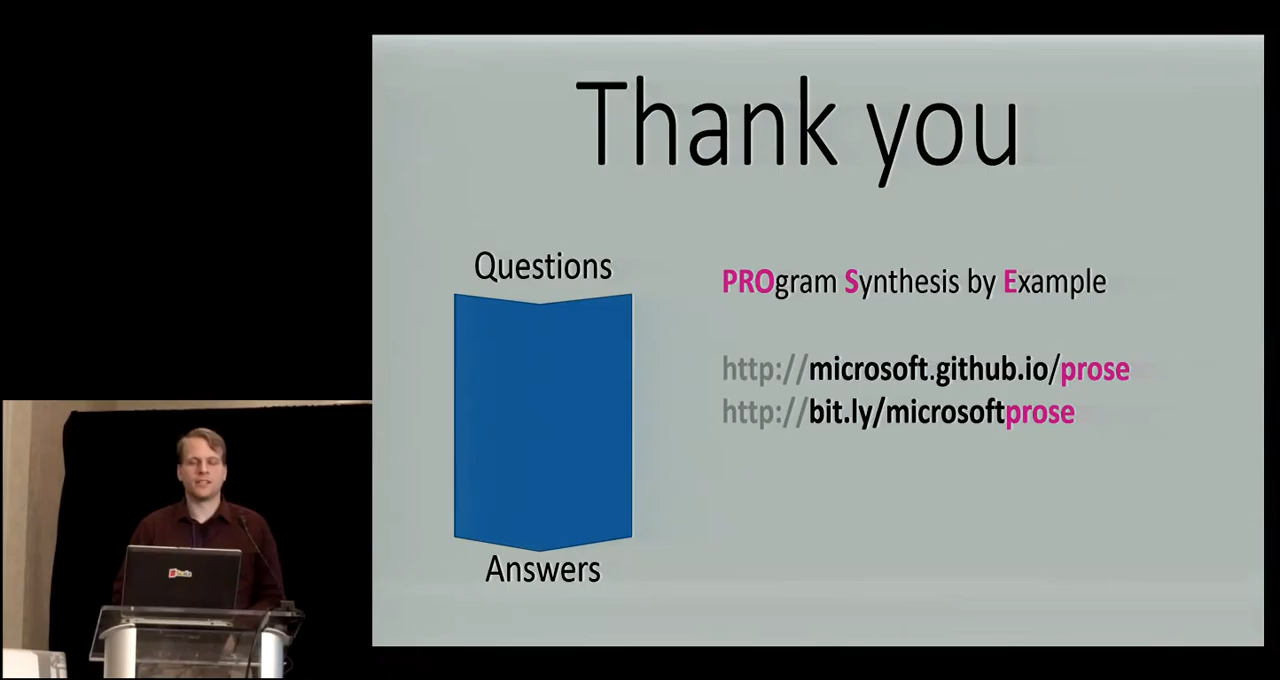 Thank you
Questions
PROgram Synthesis by Example
http://microsoft.github.io/prose
http://bit.ly/microsoftprose
Answers